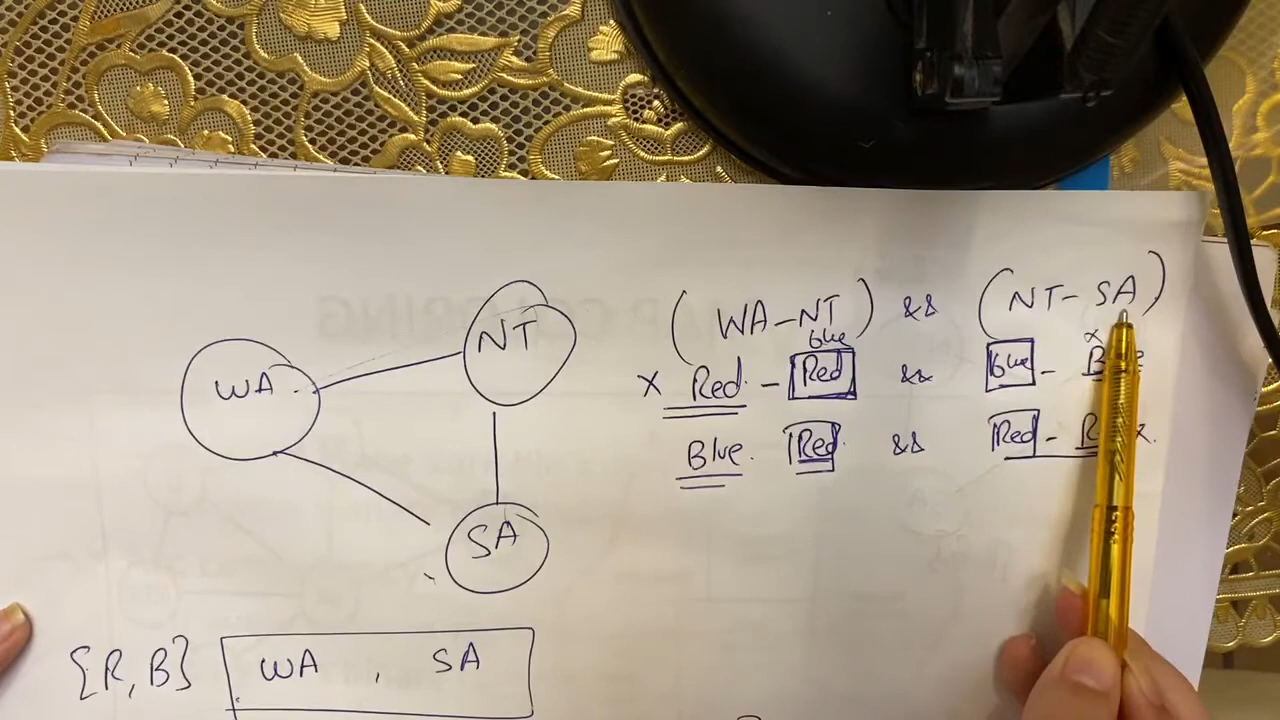 WA
NT
SA
(WA-NT) && (NT-SA)
blue x
x Red - Red && blue -
Blue Red && Red - x
{R, B} WA , SA